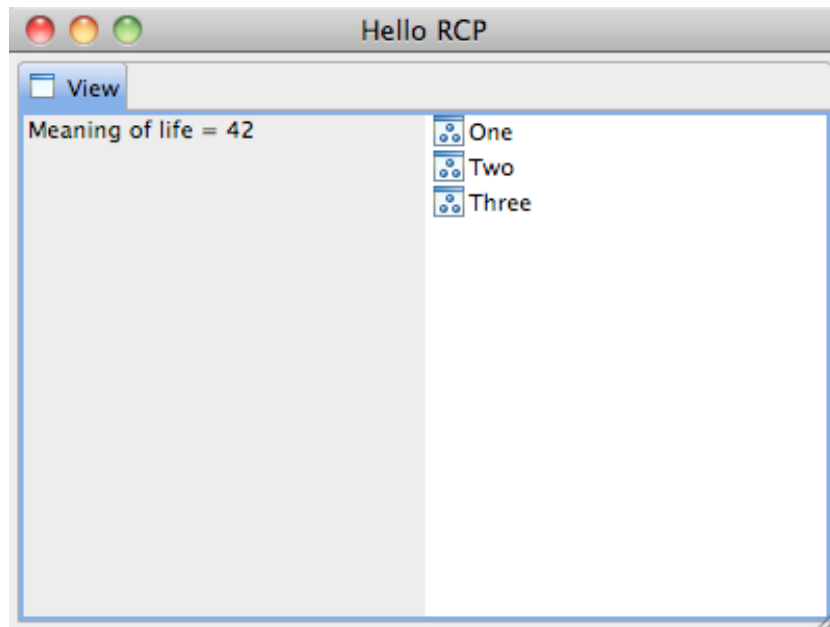 Hello RCP
View
Meaning of life = 42
One
Two
Three